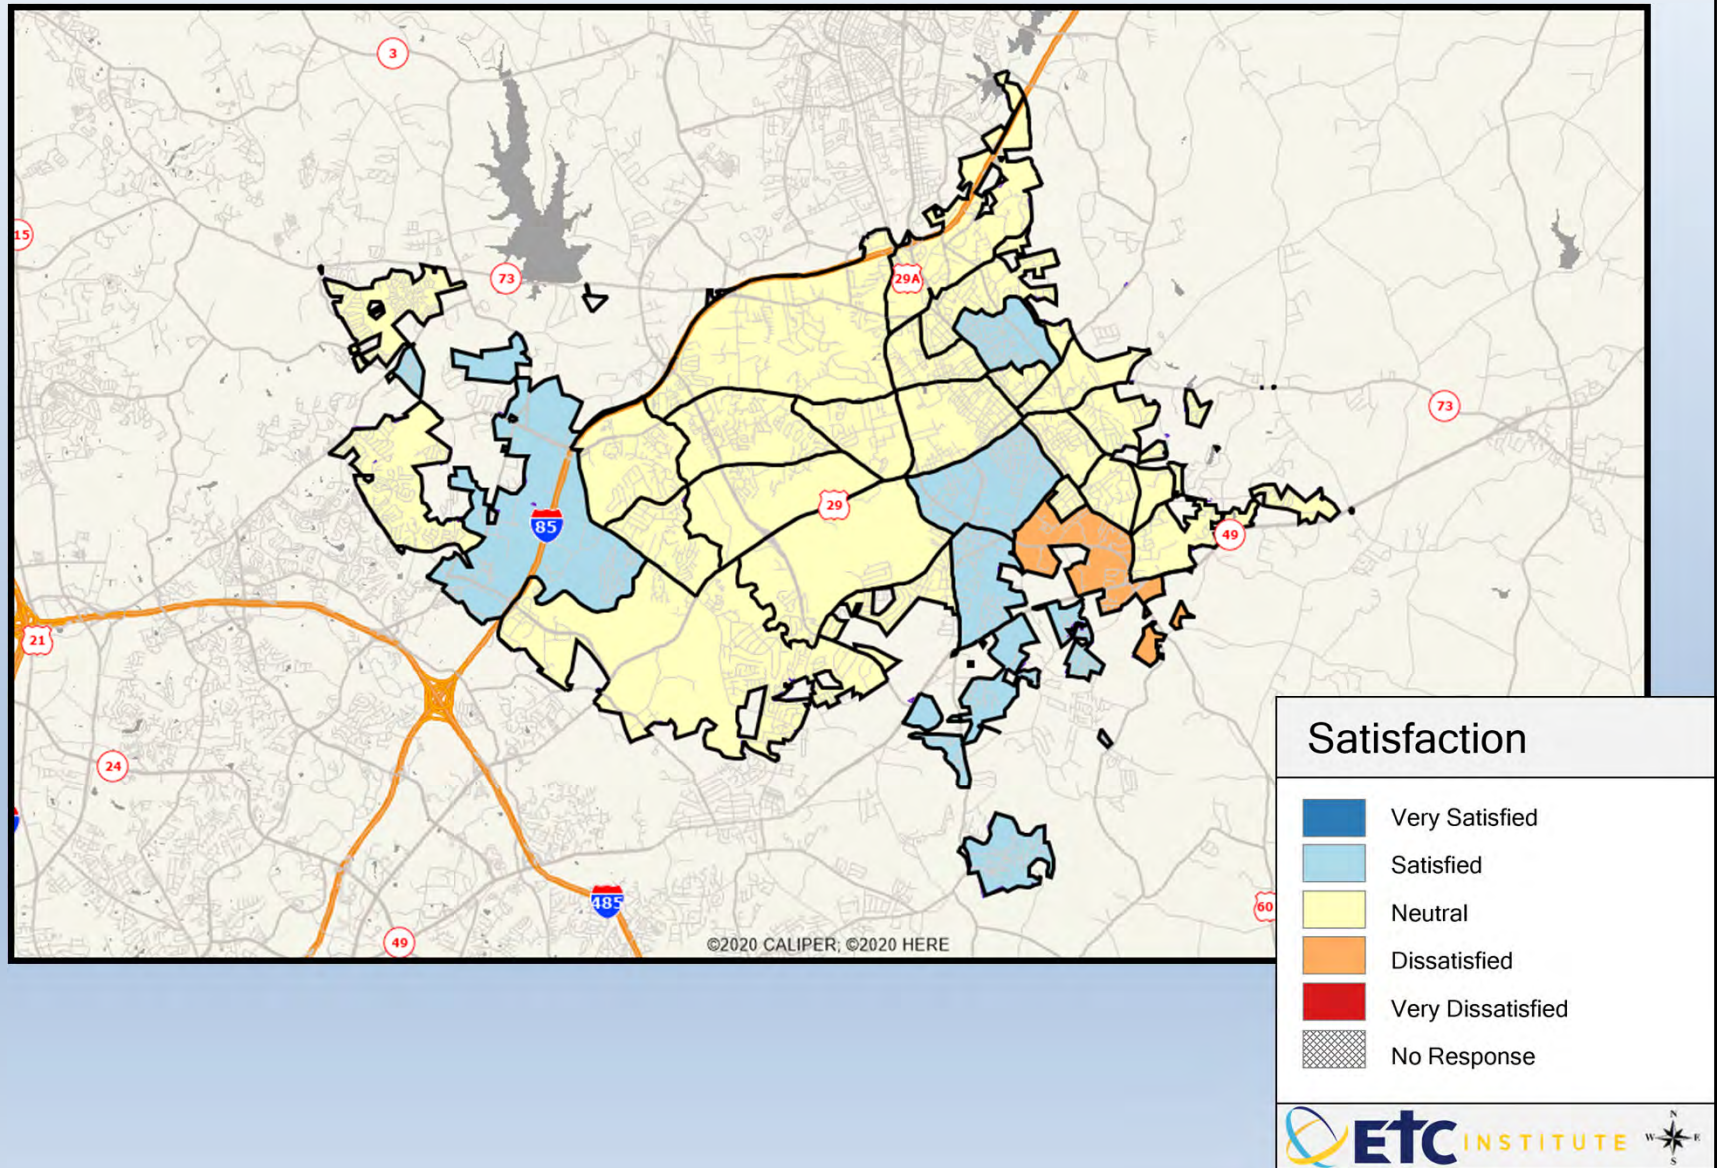 3
15
73
29A
73
29
85
49
21
24
485
49
60
©2020 CALIPER; ©2020 HERE
Satisfaction
Very Satisfied
Satisfied
Neutral
Dissatisfied
Very Dissatisfied
No Response
ETC INSTITUTE
N
W E
S